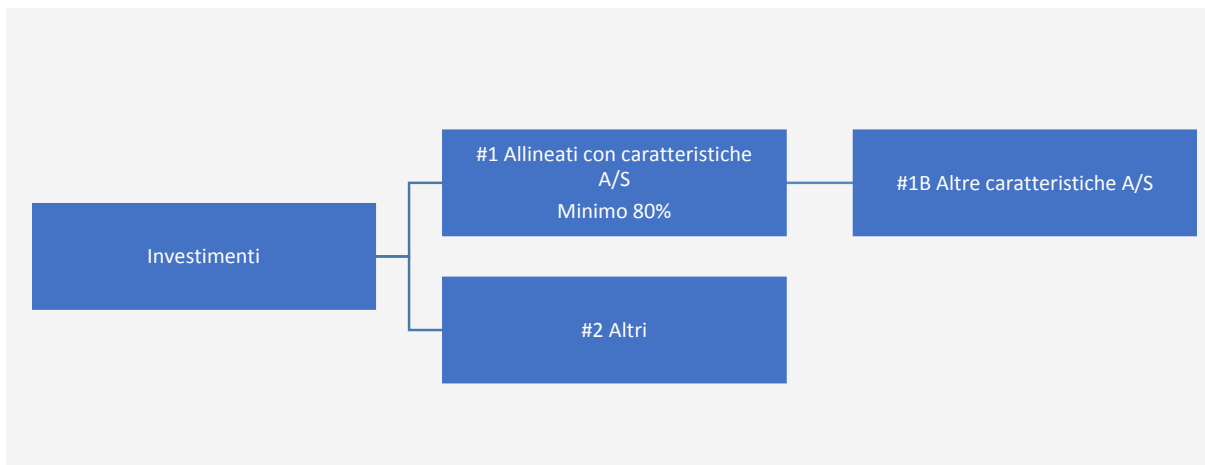 #1 Allineati con caratteristiche
A/S
Minimo 80%
#1B Altre caratteristiche A/S
Investimenti
#2 Altri